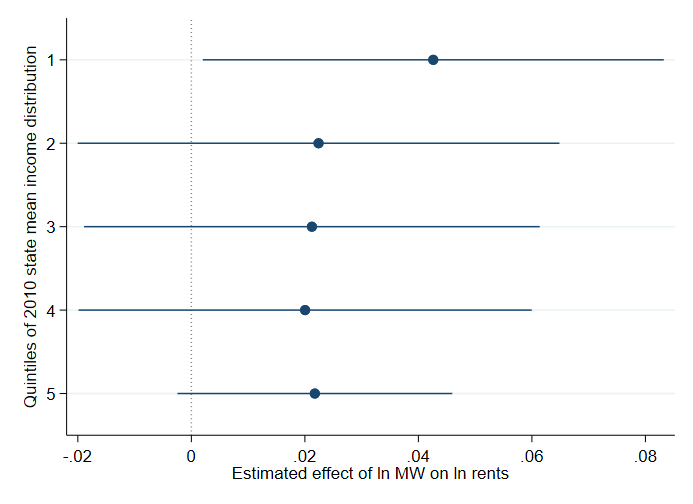 Quintiles of 2010 state mean income distribution
1
2
3
4
5
-.02 0 .02 .04 .06 .08
Estimated effect of ln MW on ln rents